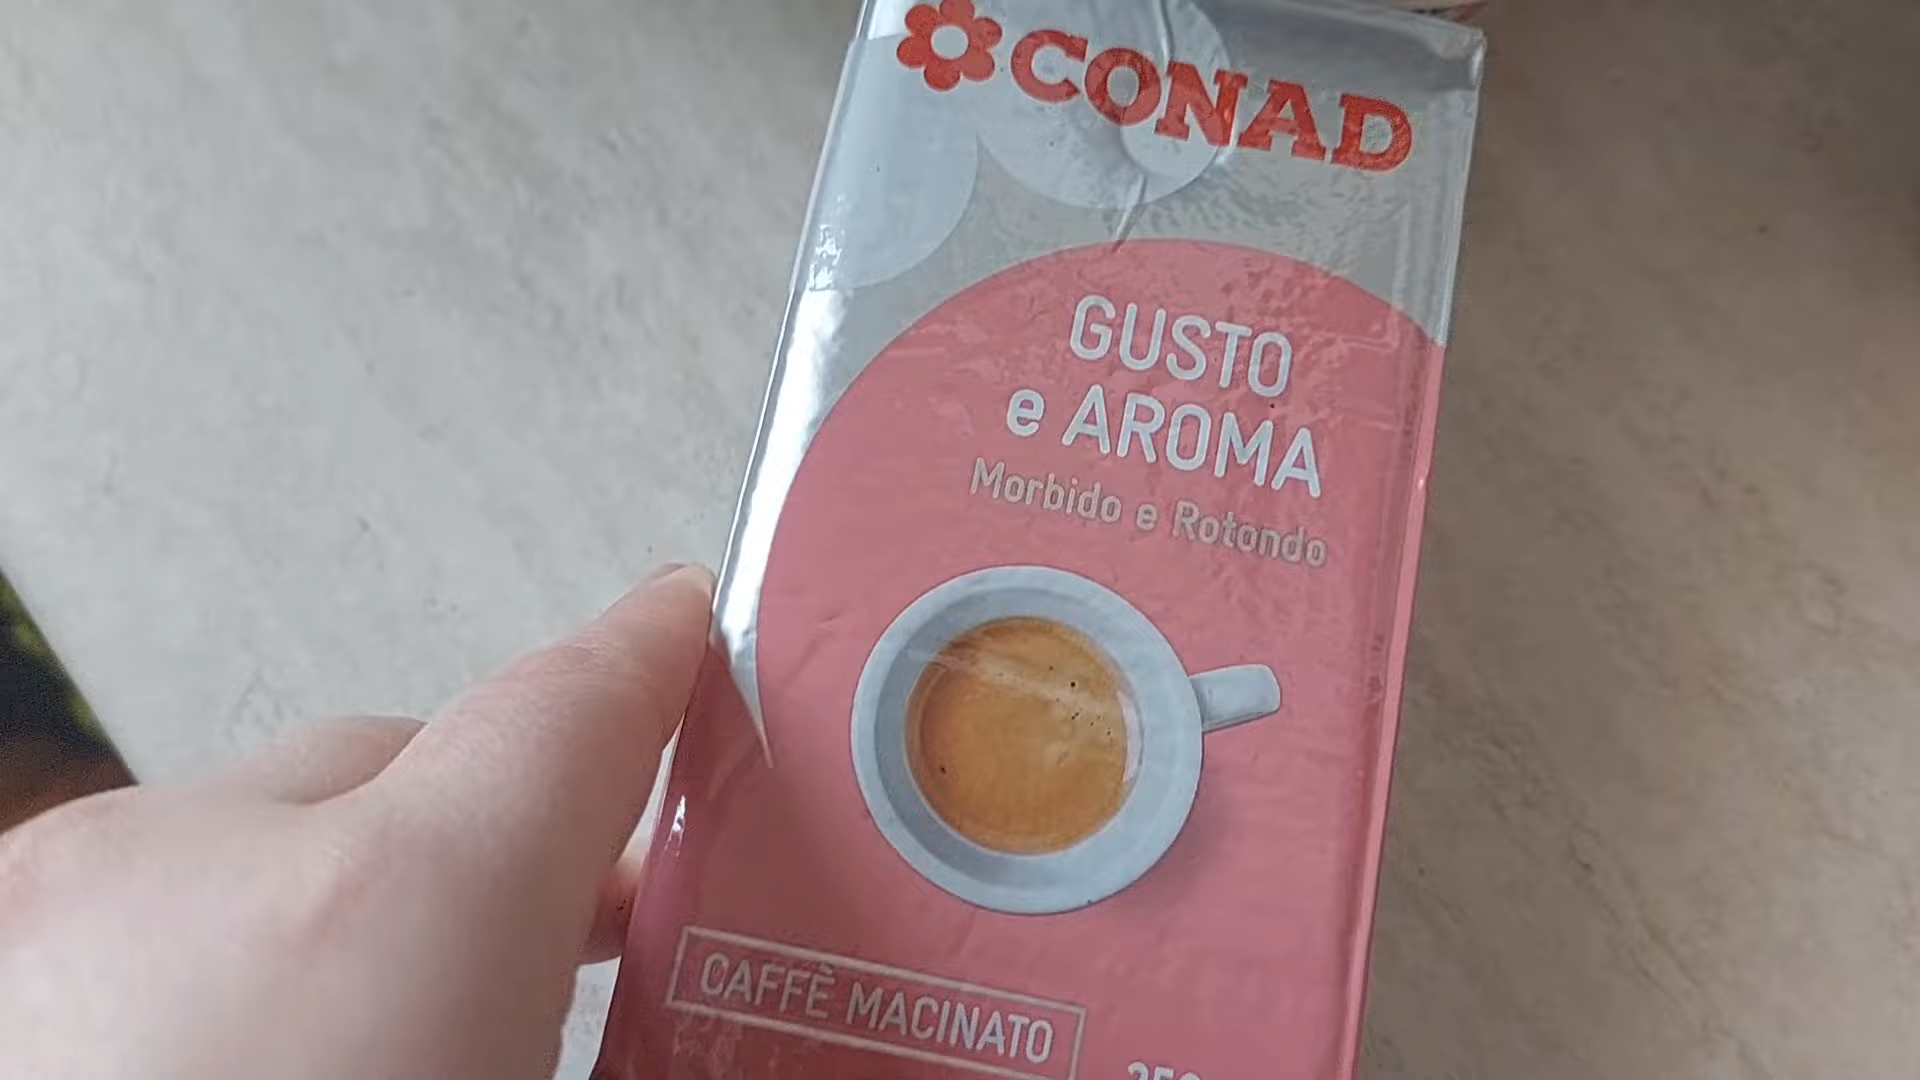 CONAD
GUSTO
e AROMA
Morbido e Rotondo
CAFFÈ MACINATO